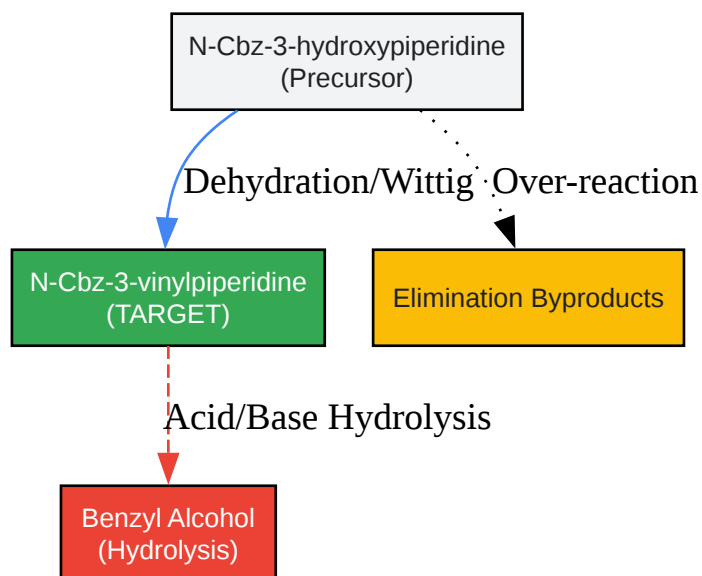 N-Cbz-3-hydroxypiperidine
(Precursor)
Dehydration/Wittig
Over-reaction
N-Cbz-3-vinylpiperidine
(TARGET)
Elimination Byproducts
Acid/Base Hydrolysis
Benzyl Alcohol
(Hydrolysis)